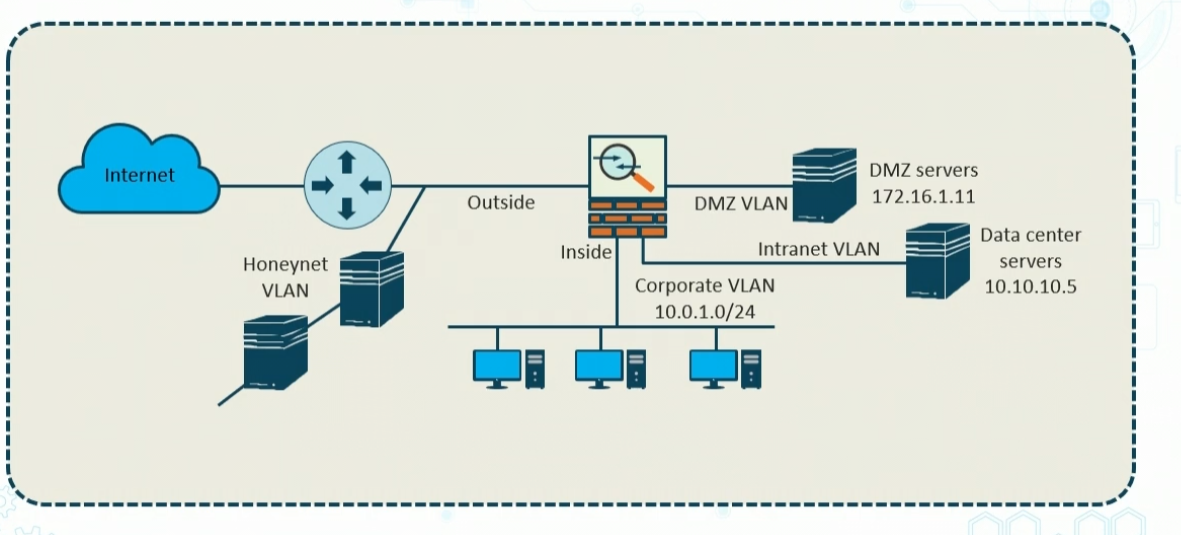 Internet
Outside
DMZ VLAN
DMZ servers
172.16.1.11
Inside
Intranet VLAN
Data center
servers
10.10.10.5
Honeynet
VLAN
Corporate VLAN
10.0.1.0/24